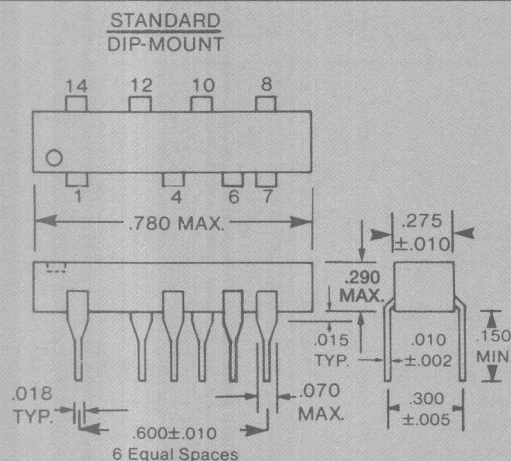 STANDARD
DIP-MOUNT
14 12 10 8
1 4 6 7
.780 MAX.
.275
±.010
.290
MAX.
.015
TYP.
.010
±.002
.150
MIN.
.018
TYP.
.070
MAX.
.300
±.005
.600±.010
6 Equal Spaces